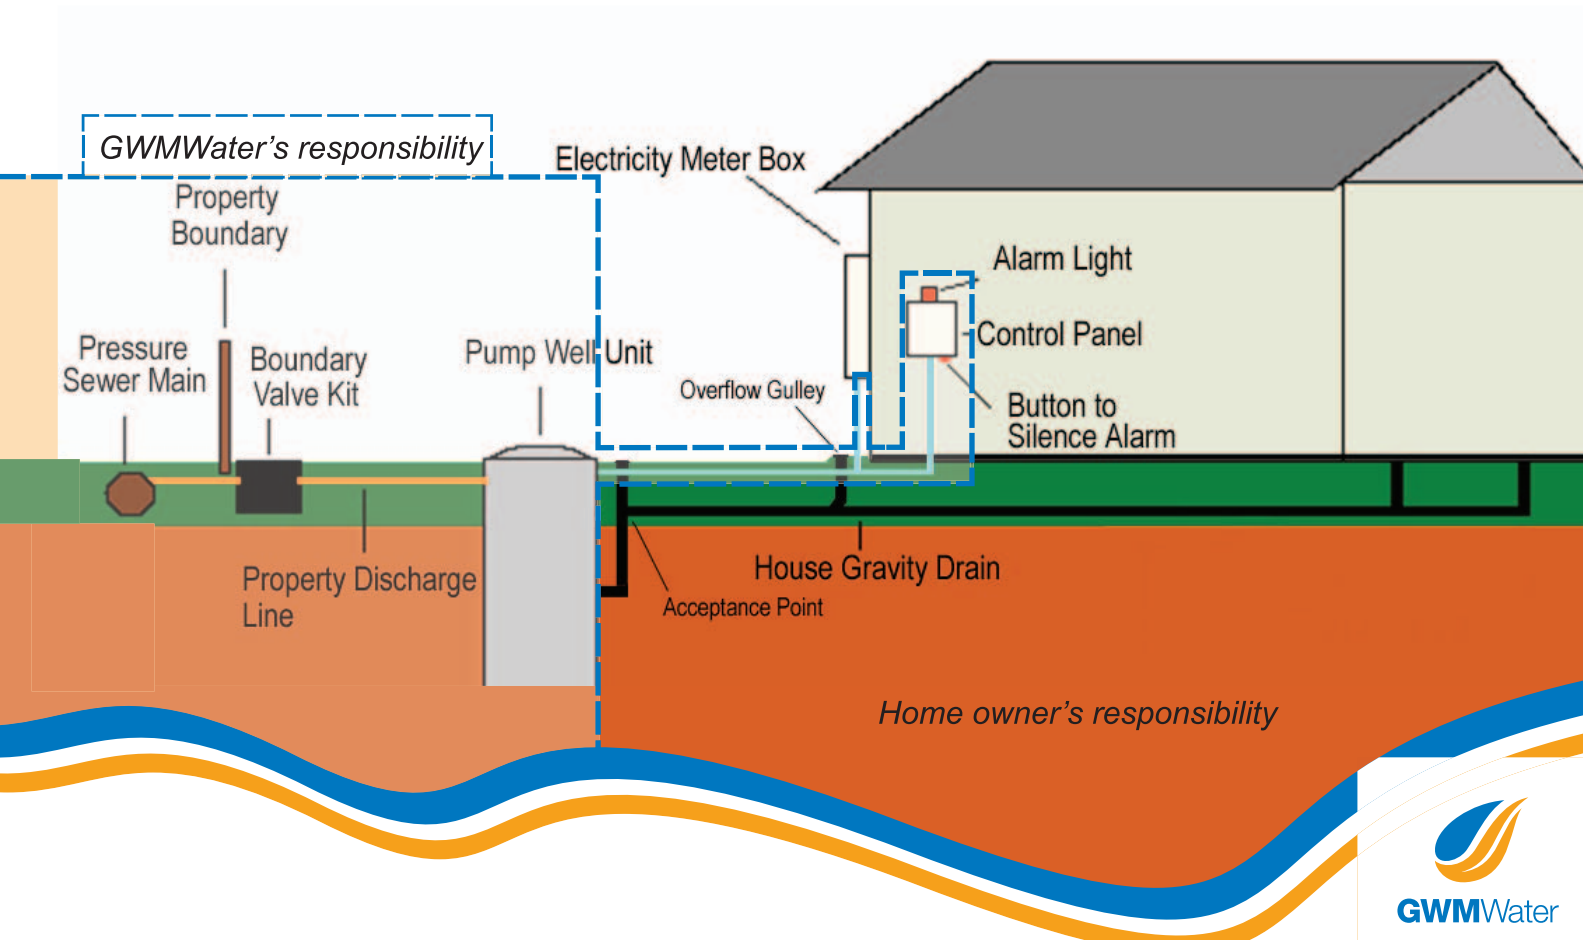 GWMWater's responsibility
Electricity Meter Box
Property
Boundary
Alarm Light
Control Panel
Pressure
Sewer Main
Boundary
Valve Kit
Pump Well Unit
Overflow Gulley
Button to
Silence Alarm
Property Discharge
Line
House Gravity Drain
Acceptance Point
Home owner's responsibility
GWMWater